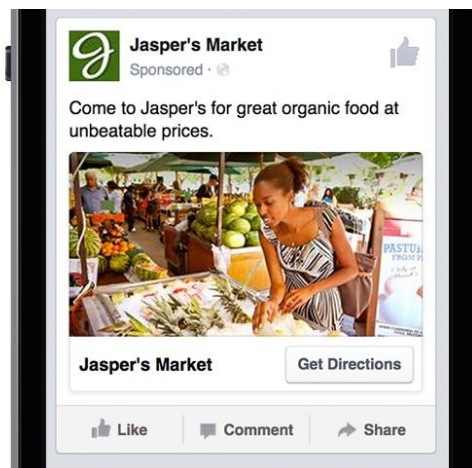 Jasper's Market
Sponsored ·
Come to Jasper's for great organic food at
unbeatable prices.
FROM
Jasper's Market
Get Directions
Like
Comment
Share